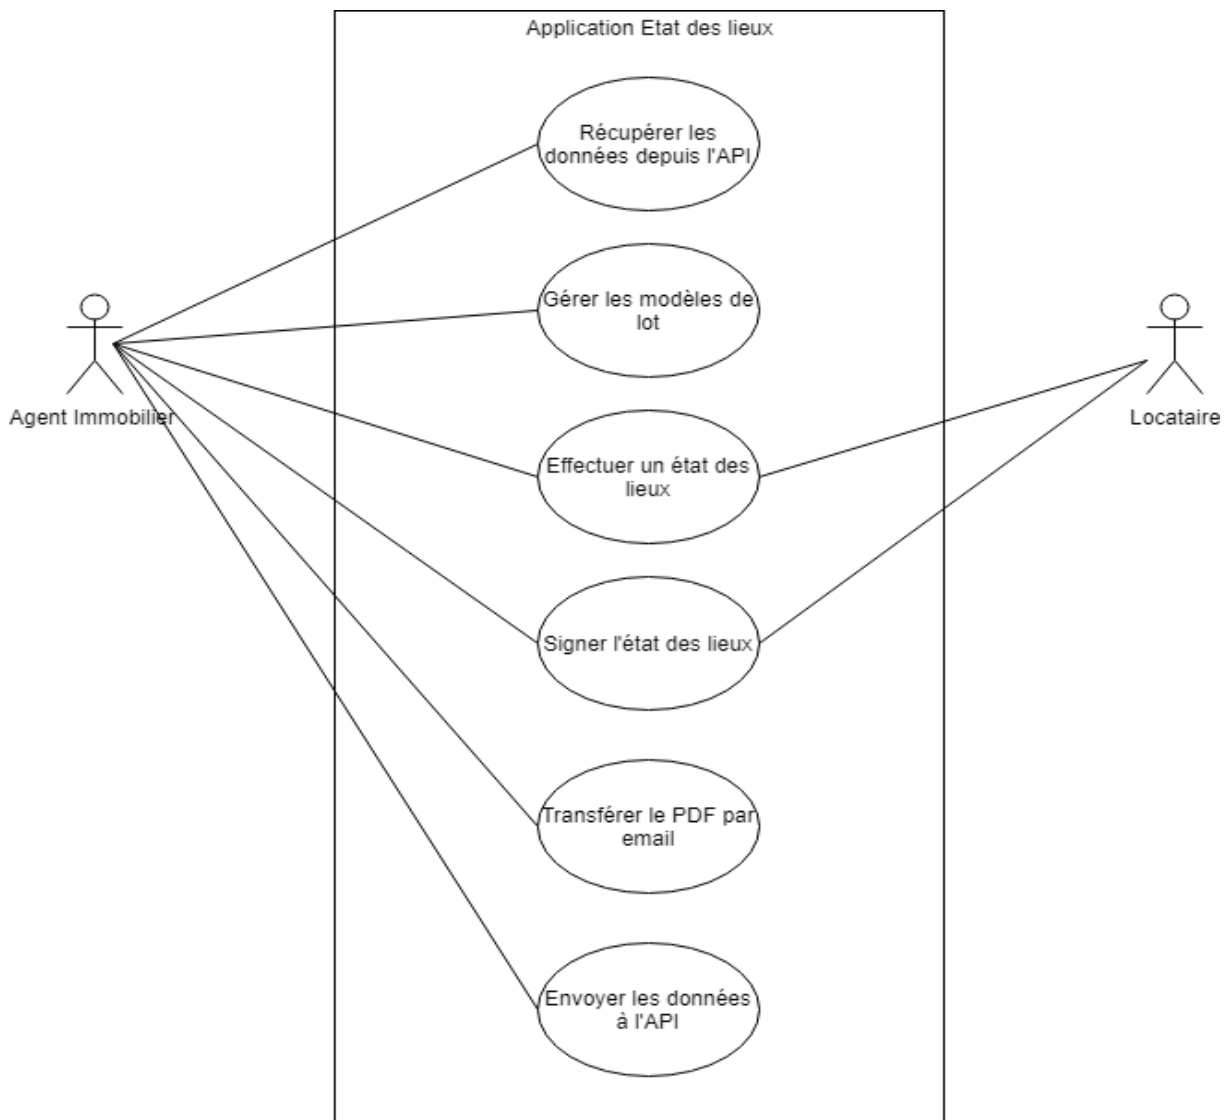 Application Etat des lieux
Récupérer les
données depuis l'API
Gérer les modèles de
lot
Agent Immobilier
Locataire
Effectuer un état des
lieux
Signer l'état des lieux
Transférer le PDF par
email
Envoyer les données
à l'API